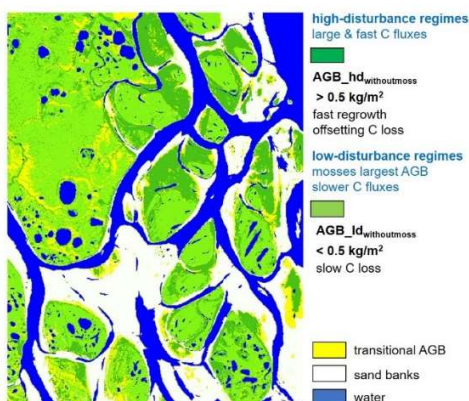 high-disturbance regimes
large & fast C fluxes
AGB_hdwithoutmoss
> 0.5 kg/m²
fast regrowth
offsetting C loss
low-disturbance regimes
mosses largest AGB
slower C fluxes
AGB_ldwithoutmoss
< 0.5 kg/m²
slow C loss
transitional AGB
sand banks
water